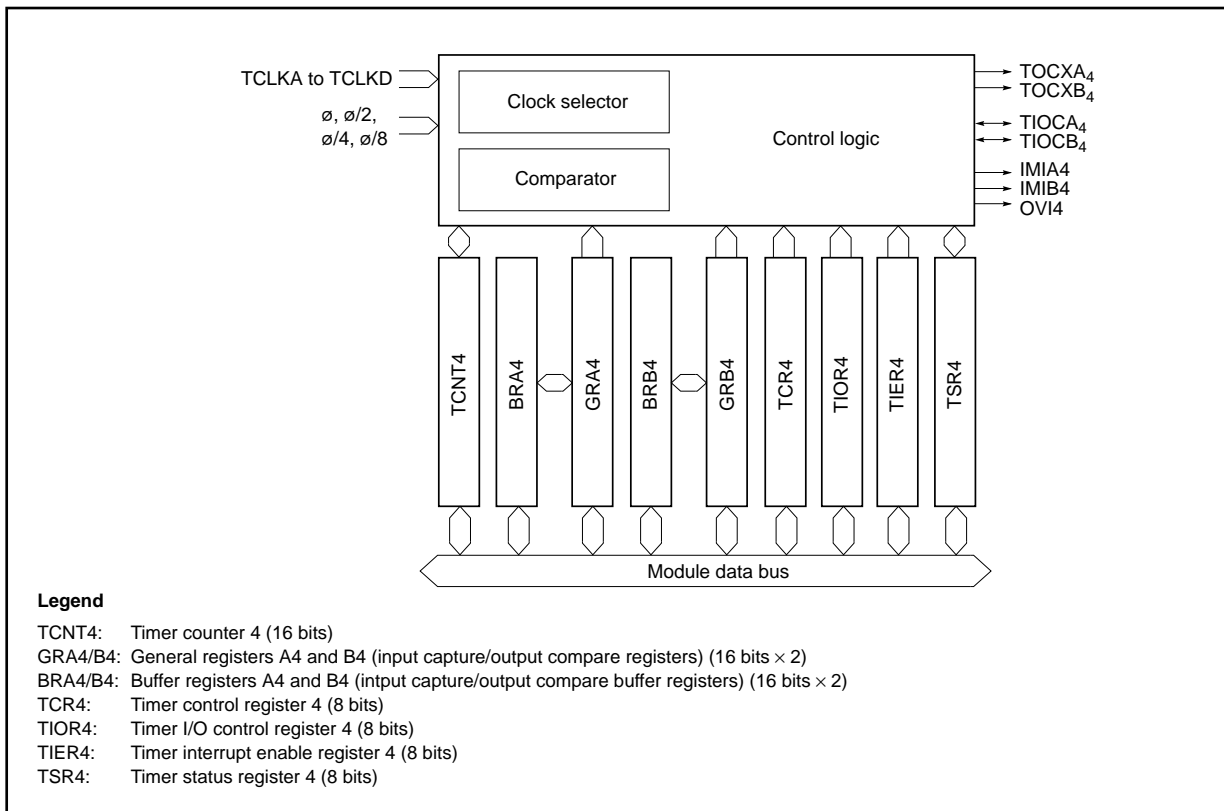 TCLKA to TCLKD
ø, ø/2,
ø/4, ø/8
Clock selector
Comparator
Control logic
TOCXA4
TOCXB4
TIOCA4
TIOCB4
IMIA4
IMIB4
OVI4
TCNT4
BRA4
GRA4
BRB4
GRB4
TCR4
TIOR4
TIER4
TSR4
Module data bus
Legend
TCNT4: Timer counter 4 (16 bits)
GRA4/B4: General registers A4 and B4 (input capture/output compare registers) (16 bits × 2)
BRA4/B4: Buffer registers A4 and B4 (intput capture/output compare buffer registers) (16 bits × 2)
TCR4: Timer control register 4 (8 bits)
TIOR4: Timer I/O control register 4 (8 bits)
TIER4: Timer interrupt enable register 4 (8 bits)
TSR4: Timer status register 4 (8 bits)